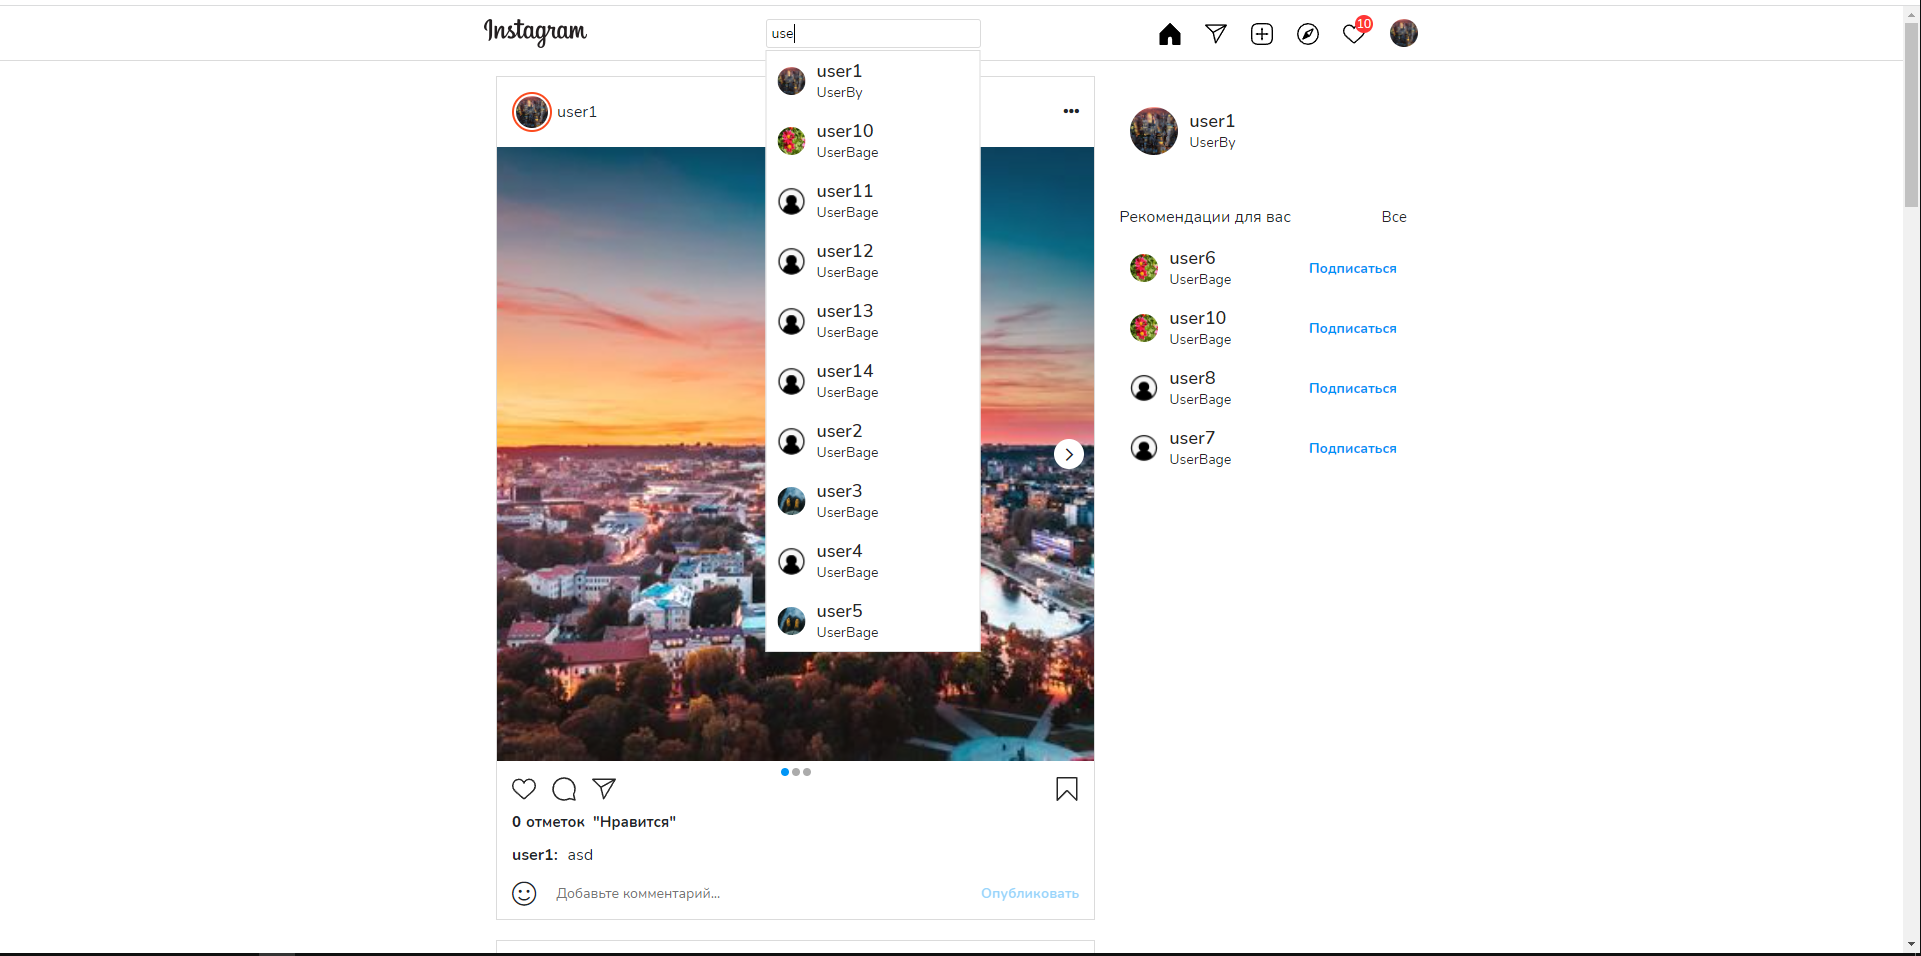 Instagram
use
10
user1
UserBy
user10
UserBage
user11
UserBage
user12
UserBage
user13
UserBage
user14
UserBage
user2
UserBage
user3
UserBage
user4
UserBage
user5
UserBage
user1
0 отметок "Нравится"
user1: asd
Добавьте комментарий...
Опубликовать
user1
UserBy
Рекомендации для вас Все
user6
UserBage
Подписаться
user10
UserBage
Подписаться
user8
UserBage
Подписаться
user7
UserBage
Подписаться